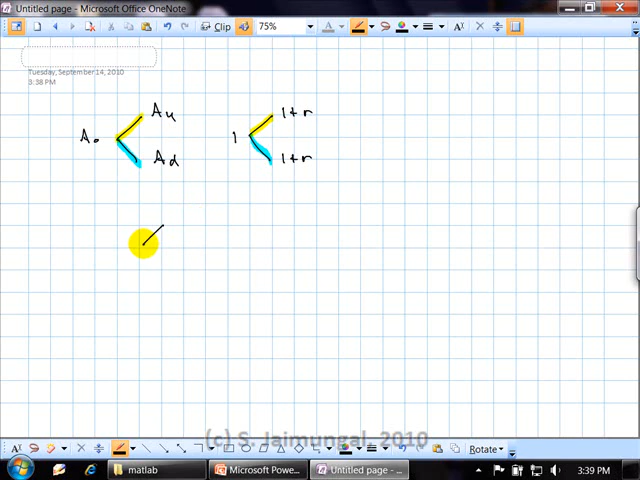 Untitled page - Microsoft Office OneNote
Clip
75%
Tuesday, September 14, 2010
3:38 PM
Au
1+r
A0
1
Ad
1+r
(c) S. Jaimungal, 2010
Rotate
matlab
Microsoft Powe...
Untitled page - ...
3:39 PM